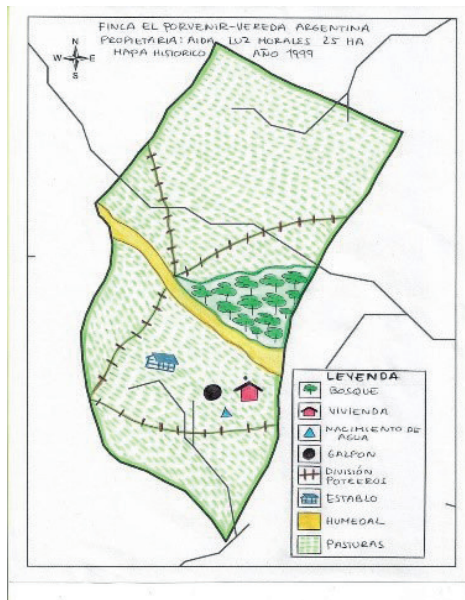 FINCA EL PORVENIR-VEREDA ARGENTINA
PROPIETARIA: AIDA LUZ MORALES 25 HA
MAPA HISTORICO AÑO 1999
N
W E
S
LEYENDA
BOSQUE
VIVIENDA
NACIMIENTO DE
AGUA
GALPON
DIVISIÓN
POTREROS
ESTABLO
HUMEDAL
PASTURAS